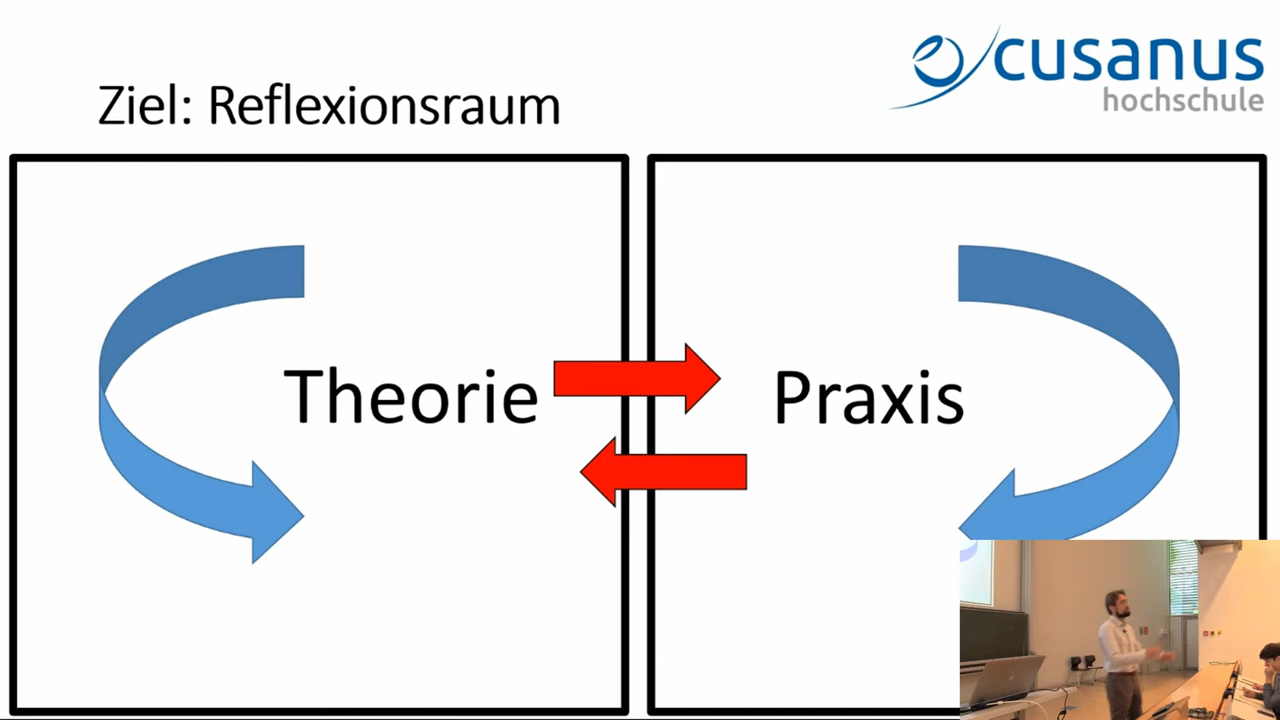 cusanus
hochschule
Ziel: Reflexionsraum
Theorie
Praxis